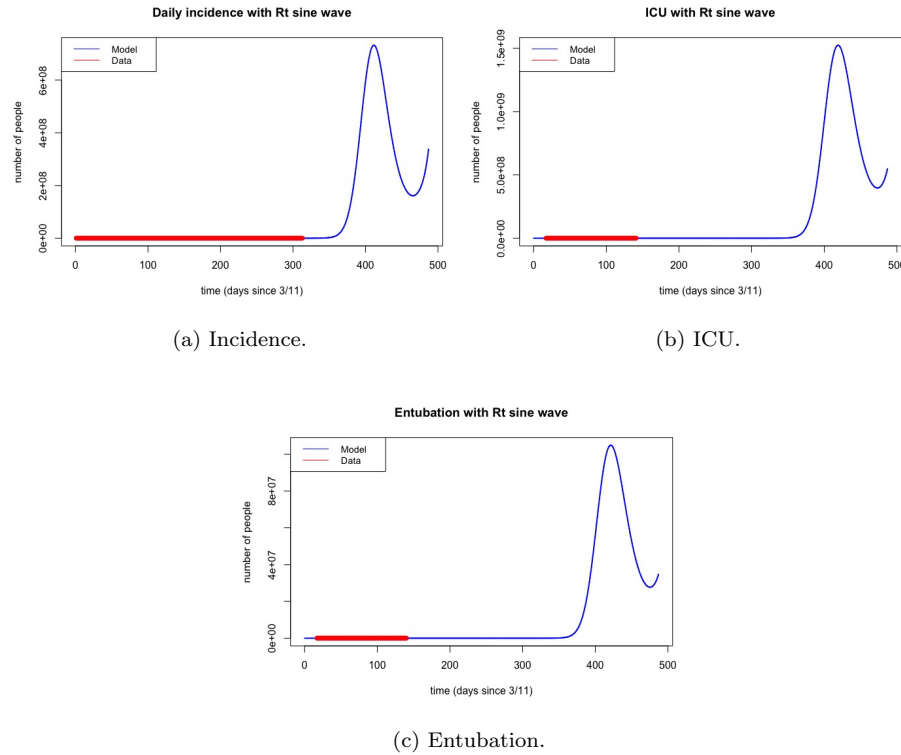 Daily incidence with Rt sine wave
Model
Data
number of people
0e+00 2e+08 4e+08 6e+08
0 100 200 300 400 500
time (days since 3/11)
(a) Incidence.
ICU with Rt sine wave
Model
Data
number of people
0.0e+00 5.0e+08 1.0e+09 1.5e+09
0 100 200 300 400 500
time (days since 3/11)
(b) ICU.
Entubation with Rt sine wave
Model
Data
number of people
0e+00 4e+07 8e+07
0 100 200 300 400 500
time (days since 3/11)
(c) Entubation.